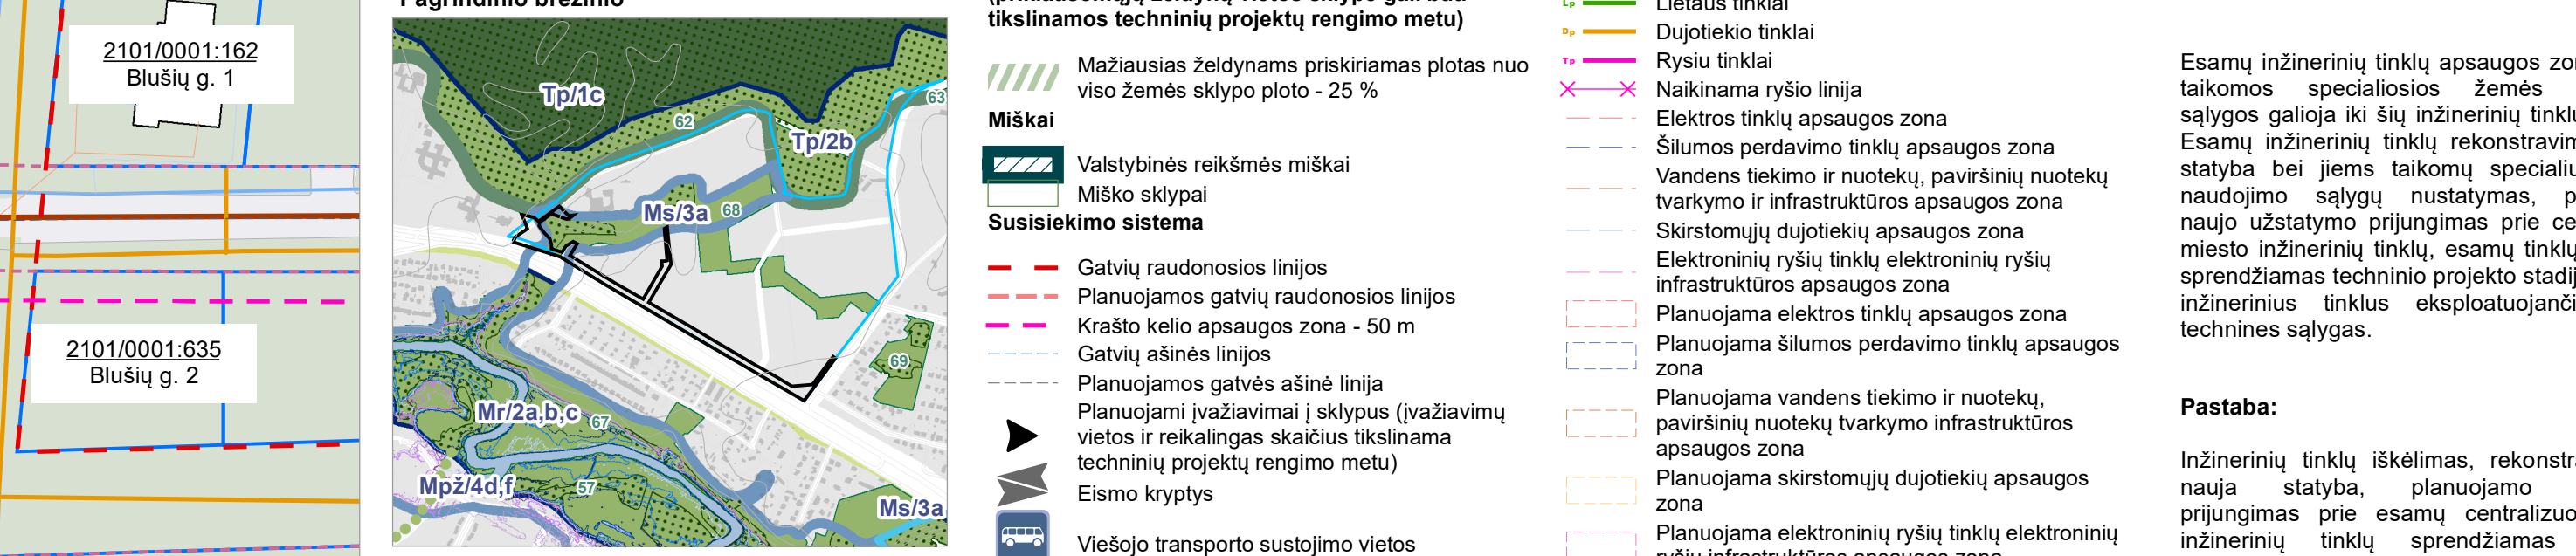 2101/0001:162
Blušių g. 1
2101/0001:635
Blušių g. 2
Pagrindinio brėžinio
Tp/1c
62
63
Tp/2b
Ms/3a
68
69
Mr/2a,b,c
67
Mpž/4d,f
57
Ms/3a
tikslinamos techninių projektų rengimo metu)
Mažiausias želdynams priskiriamas plotas nuo
viso žemės sklypo ploto - 25 %
Miškai
Valstybinės reikšmės miškai
Miško sklypai
Susisiekimo sistema
Gatvių raudonosios linijos
Planuojamos gatvių raudonosios linijos
Krašto kelio apsaugos zona - 50 m
Gatvių ašinės linijos
Planuojamos gatvės ašinė linija
Planuojami įvažiavimai į sklypus (įvažiavimų
vietos ir reikalingas skaičius tikslinama
techninių projektų rengimo metu)
Eismo kryptys
Viešojo transporto sustojimo vietos
Lp Lietaus tinklai
Dp Dujotiekio tinklai
Tp Rysiu tinklai
Naikinama ryšio linija
Elektros tinklų apsaugos zona
Šilumos perdavimo tinklų apsaugos zona
Vandens tiekimo ir nuotekų, paviršinių nuotekų
tvarkymo ir infrastruktūros apsaugos zona
Skirstomųjų dujotiekių apsaugos zona
Elektroninių ryšių tinklų elektroninių ryšių
infrastruktūros apsaugos zona
Planuojama elektros tinklų apsaugos zona
Planuojama šilumos perdavimo tinklų apsaugos
zona
Planuojama vandens tiekimo ir nuotekų,
paviršinių nuotekų tvarkymo infrastruktūros
apsaugos zona
Planuojama skirstomųjų dujotiekių apsaugos
zona
Planuojama elektroninių ryšių tinklų elektroninių
ryšių infrastruktūros apsaugos zona
Esamų inžinerinių tinklų apsaugos
taikomos specialiosios žemės
sąlygos galioja iki šių inžinerinių
Esamų inžinerinių tinklų
statyba bei jiems taikomų
naudojimo sąlygų nustatymas,
naujo užstatymo prijungimas prie
miesto inžinerinių tinklų, esamų
sprendžiamas techninio projekto
inžinerinius tinklus
technines sąlygas.
Pastaba:
Inžinerinių tinklų iškėlimas,
nauja statyba, planuojamo
prijungimas prie esamų
inžinerinių tinklų sprendžiamas